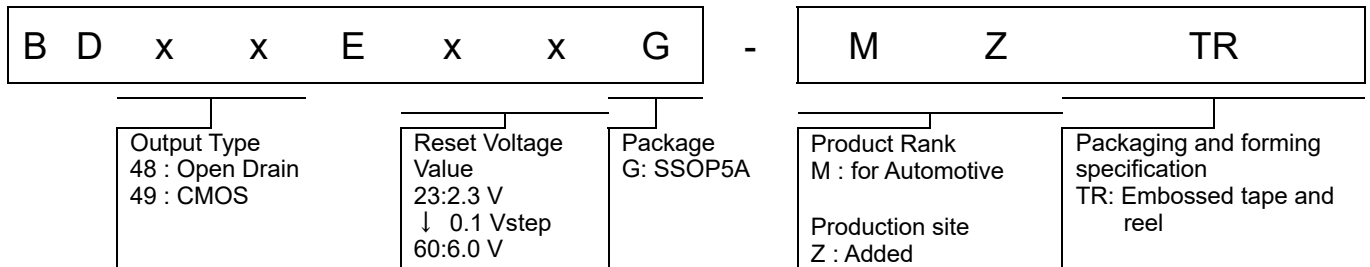 B D x x E x x G - M Z TR
Output Type
48 : Open Drain
49 : CMOS
Reset Voltage
Value
23:2.3 V
↓ 0.1 Vstep
60:6.0 V
Package
G: SSOP5A
Product Rank
M : for Automotive
Production site
Z : Added
Packaging and forming
specification
TR: Embossed tape and
reel